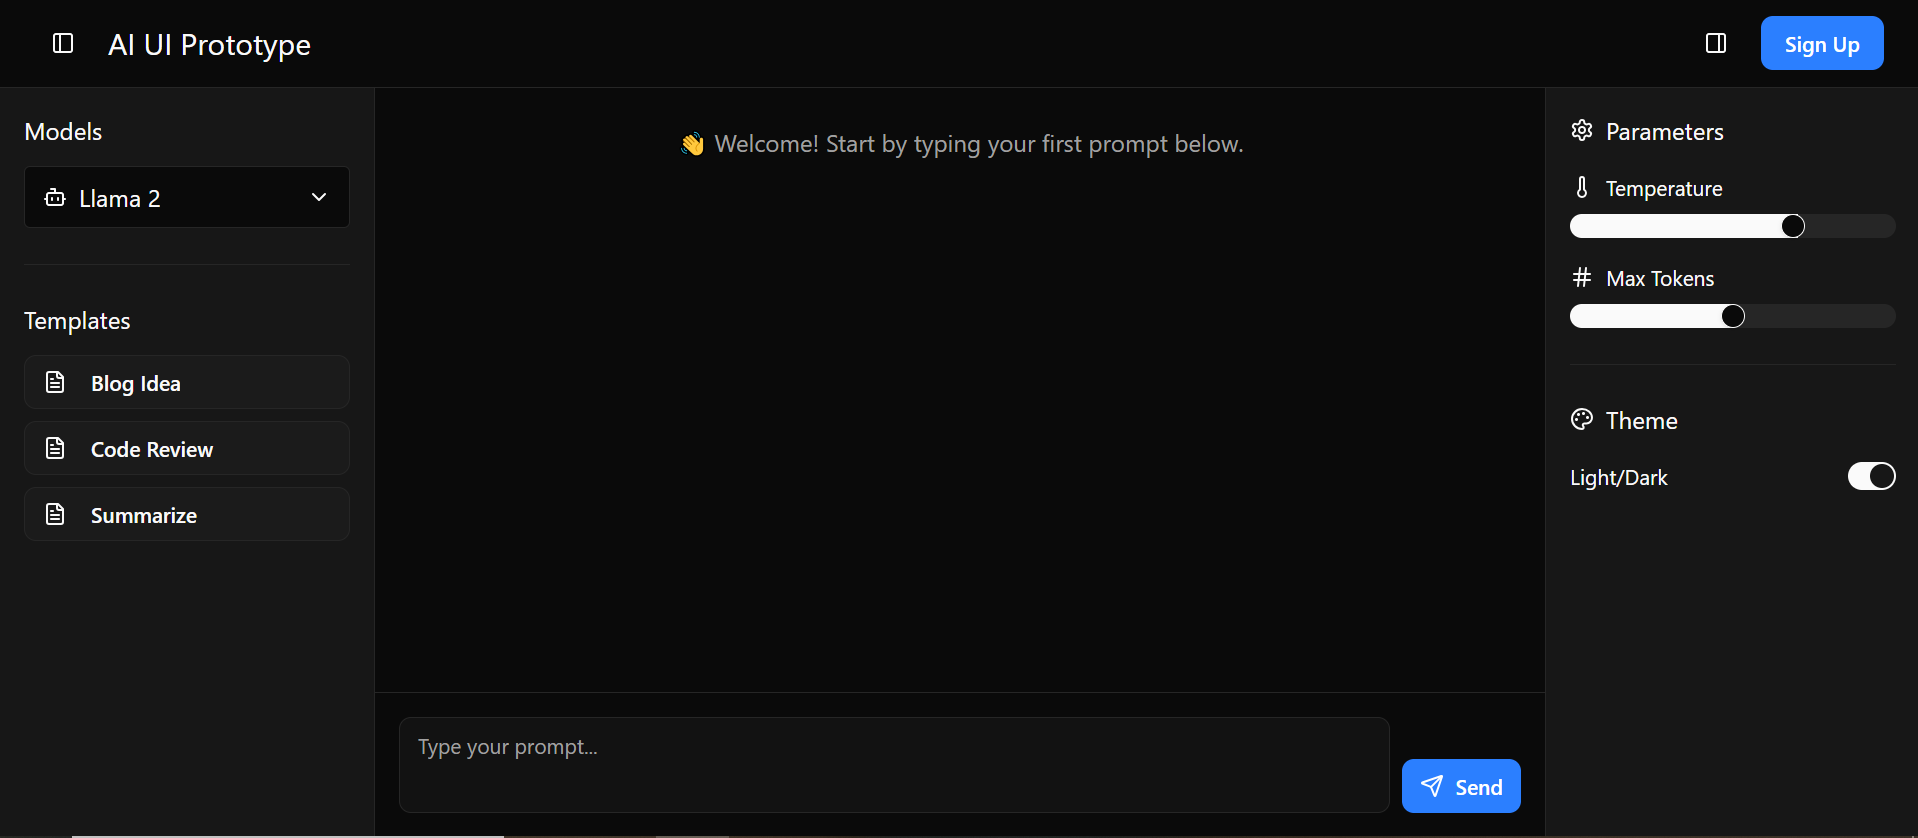 AI UI Prototype
Sign Up
Models
Llama 2
Templates
Blog Idea
Code Review
Summarize
👋 Welcome! Start by typing your first prompt below.
Type your prompt...
Send
Parameters
Temperature
Max Tokens
Theme
Light/Dark